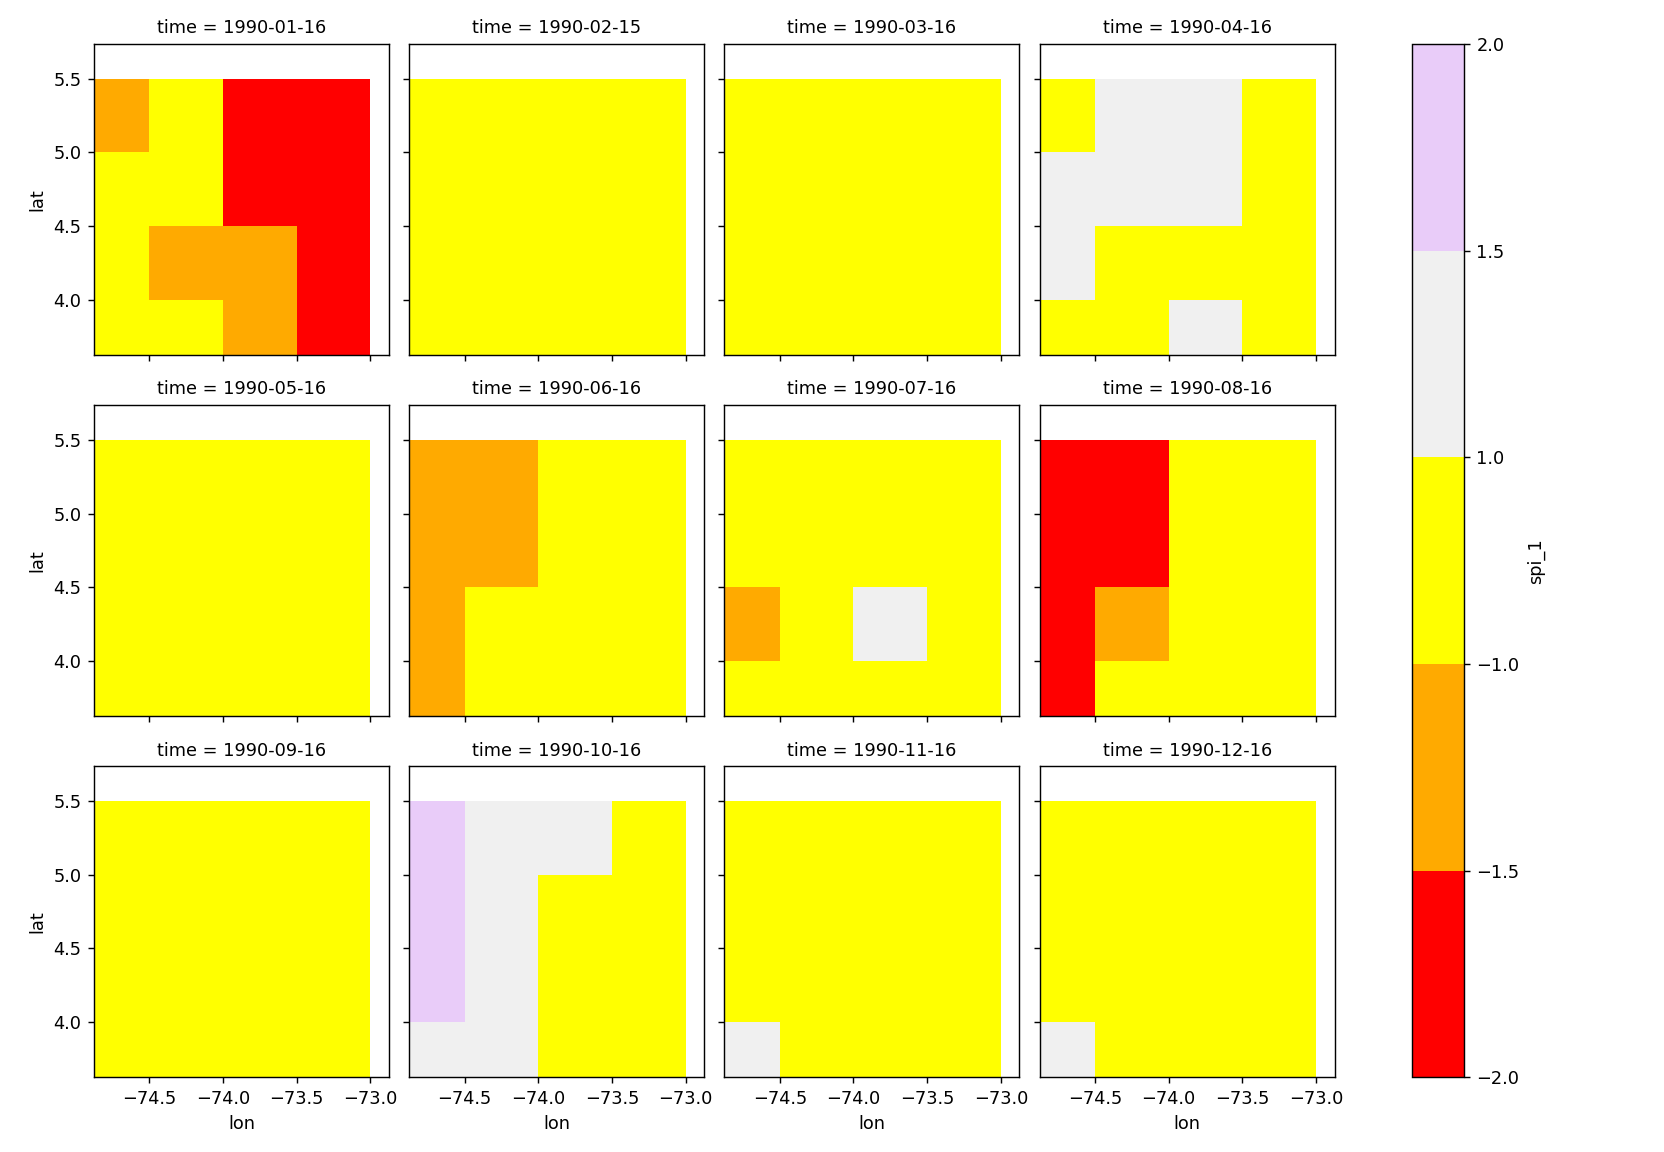 time = 1990-01-16
time = 1990-02-15
time = 1990-03-16
time = 1990-04-16
5.5
5.0
4.5
4.0
lat
time = 1990-05-16
time = 1990-06-16
time = 1990-07-16
time = 1990-08-16
5.5
5.0
4.5
4.0
lat
time = 1990-09-16
time = 1990-10-16
time = 1990-11-16
time = 1990-12-16
5.5
5.0
4.5
4.0
lat
−74.5 −74.0 −73.5 −73.0
lon
−74.5 −74.0 −73.5 −73.0
lon
−74.5 −74.0 −73.5 −73.0
lon
−74.5 −74.0 −73.5 −73.0
lon
2.0
1.5
1.0
−1.0
−1.5
−2.0
spi_1